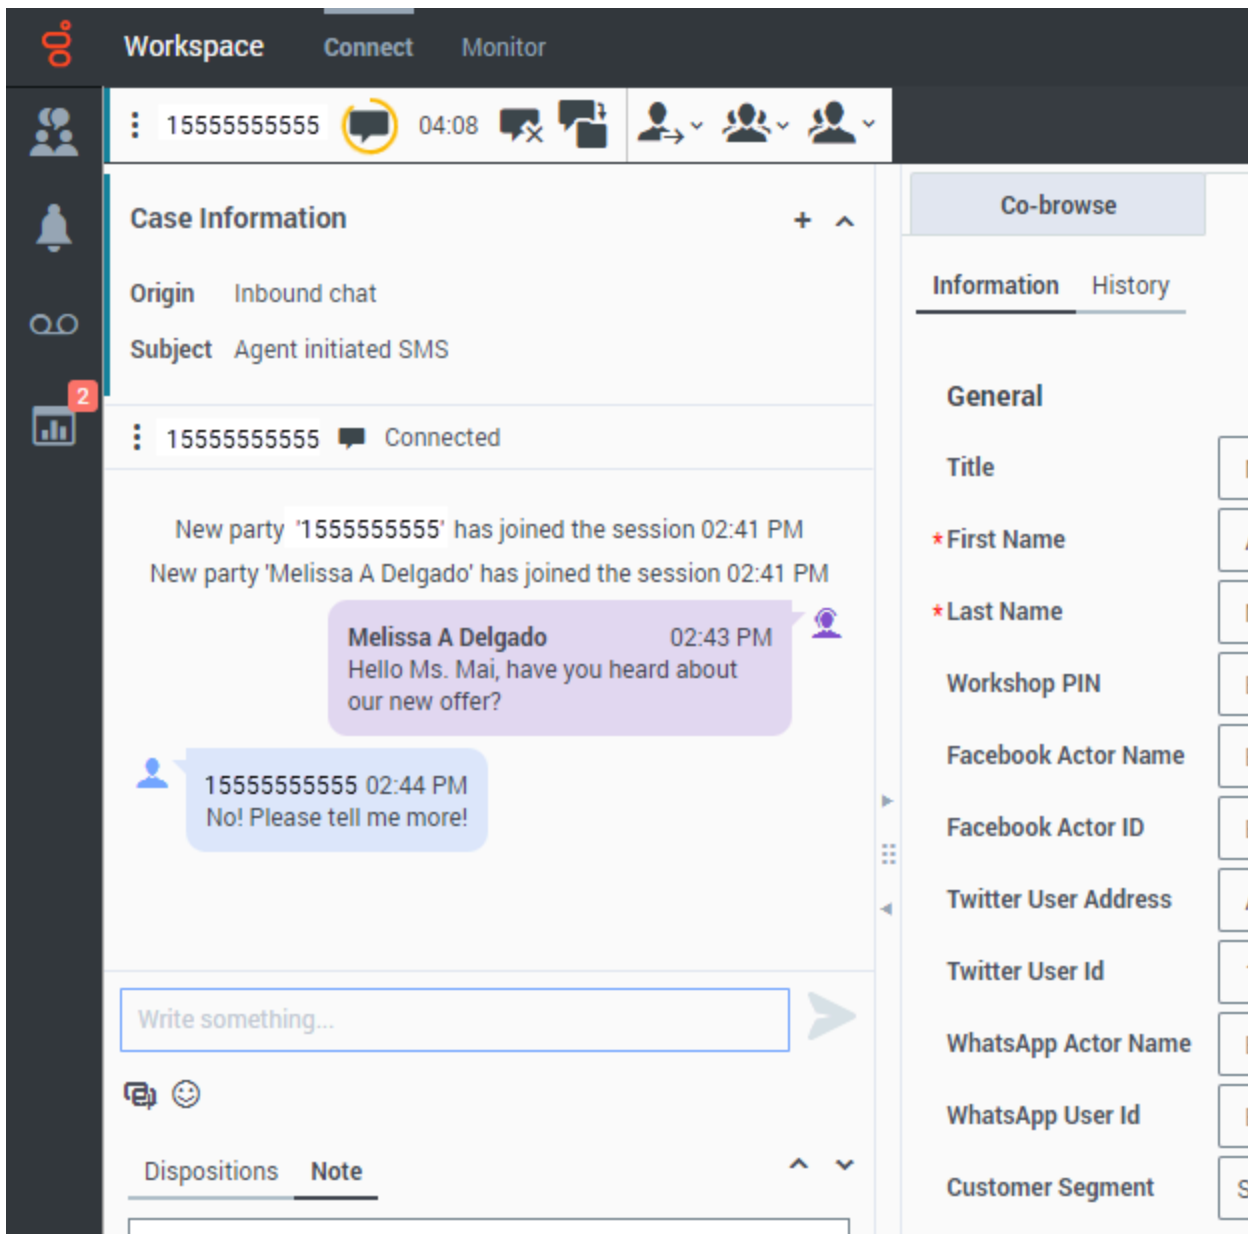 Workspace Connect Monitor
15555555555 04:08
Case Information
Origin Inbound chat
Subject Agent initiated SMS
2
15555555555 Connected
New party '1555555555' has joined the session 02:41 PM
New party 'Melissa A Delgado' has joined the session 02:41 PM
Melissa A Delgado 02:43 PM
Hello Ms. Mai, have you heard about
our new offer?
15555555555 02:44 PM
No! Please tell me more!
Write something...
Dispositions Note
Co-browse
Information History
General
Title
*First Name
*Last Name
Workshop PIN
Facebook Actor Name
Facebook Actor ID
Twitter User Address
Twitter User Id
WhatsApp Actor Name
WhatsApp User Id
Customer Segment